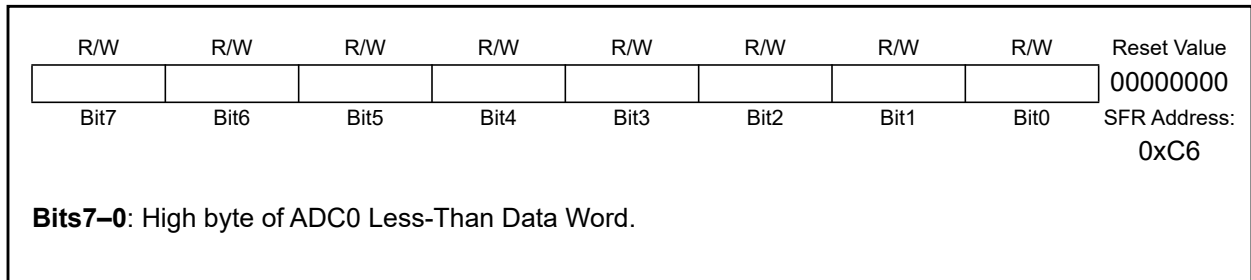 R/W R/W R/W R/W R/W R/W R/W R/W Reset Value
00000000
Bit7 Bit6 Bit5 Bit4 Bit3 Bit2 Bit1 Bit0 SFR Address:
0xC6
Bits7–0: High byte of ADC0 Less-Than Data Word.